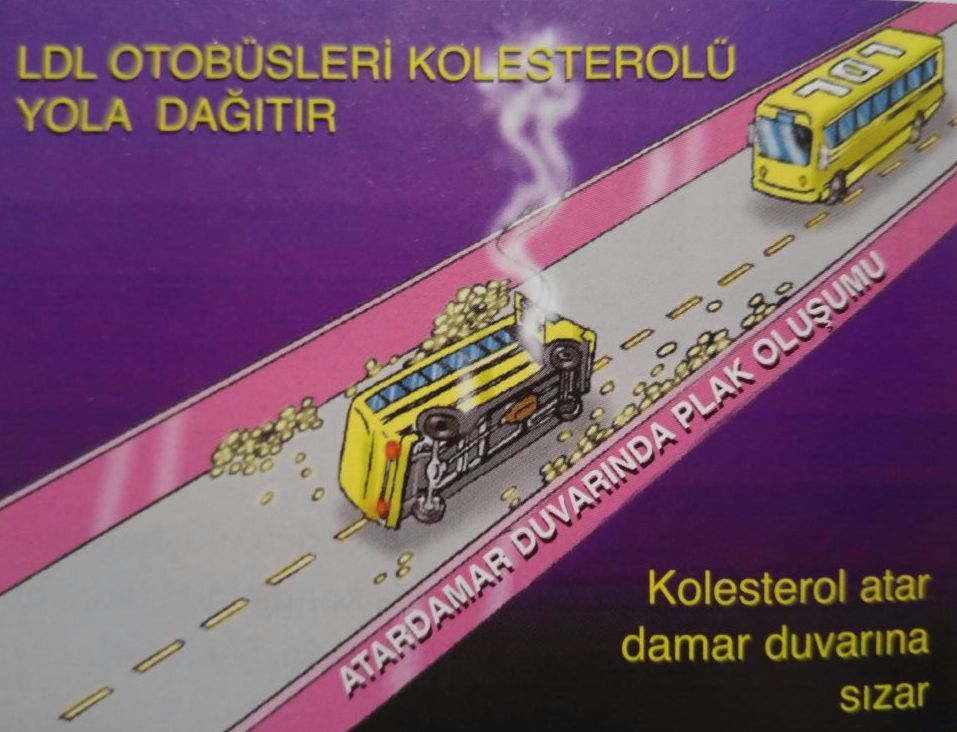 LDL OTOBÜSLERİ KOLESTEROLÜ
YOLA DAĞITIR
LDL
ATARDAMAR DUVARINDA PLAK OLUŞUMU
Kolesterol atar
damar duvarına
sızar